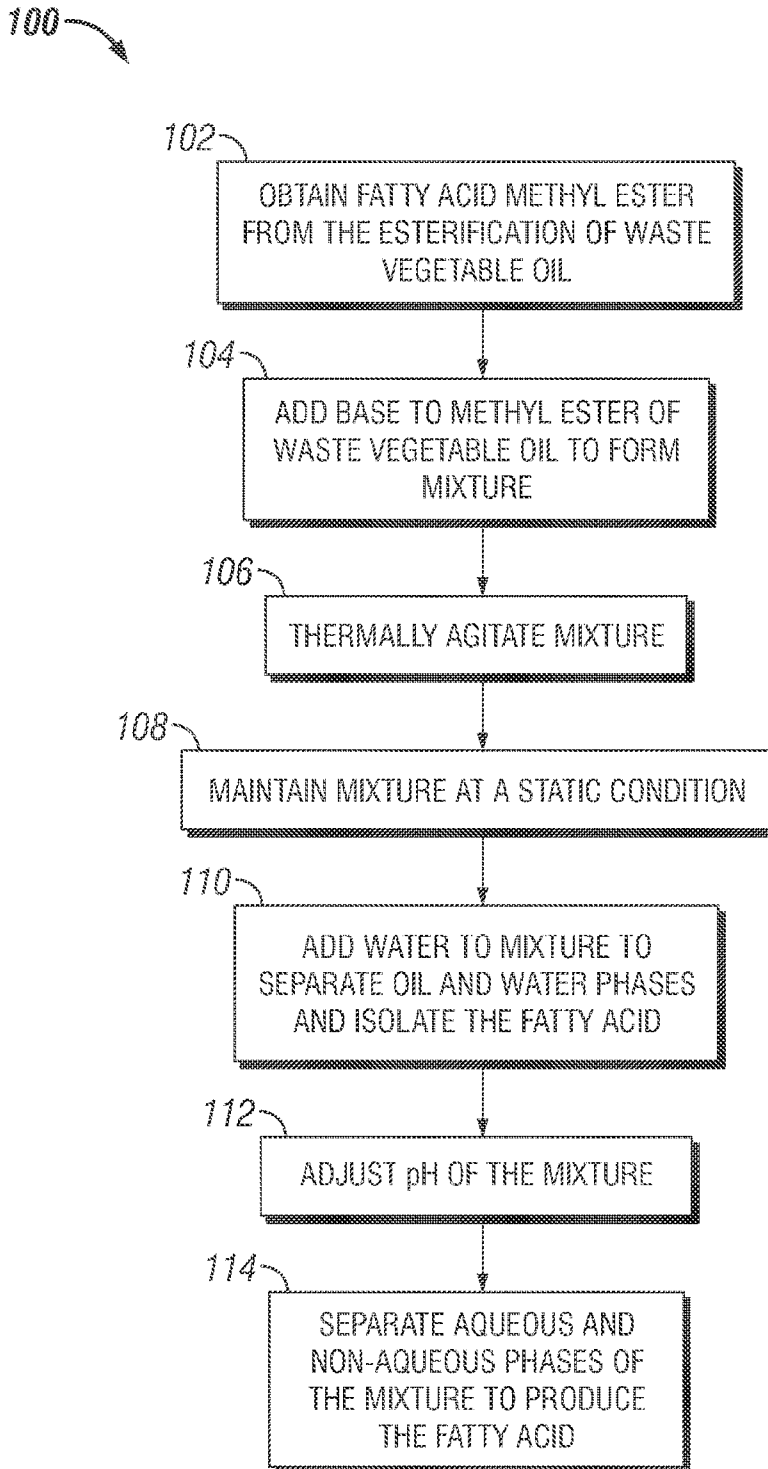 100
102
OBTAIN FATTY ACID METHYL ESTER
FROM THE ESTERIFICATION OF WASTE
VEGETABLE OIL
104
ADD BASE TO METHYL ESTER OF
WASTE VEGETABLE OIL TO FORM
MIXTURE
106
THERMALLY AGITATE MIXTURE
108
MAINTAIN MIXTURE AT A STATIC CONDITION
110
ADD WATER TO MIXTURE TO
SEPARATE OIL AND WATER PHASES
AND ISOLATE THE FATTY ACID
112
ADJUST pH OF THE MIXTURE
114
SEPARATE AQUEOUS AND
NON-AQUEOUS PHASES OF
THE MIXTURE TO PRODUCE
THE FATTY ACID